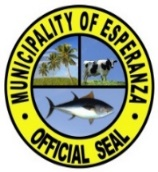 MUNICIPALITY OF ESPERANZA
OFFICIAL SEAL